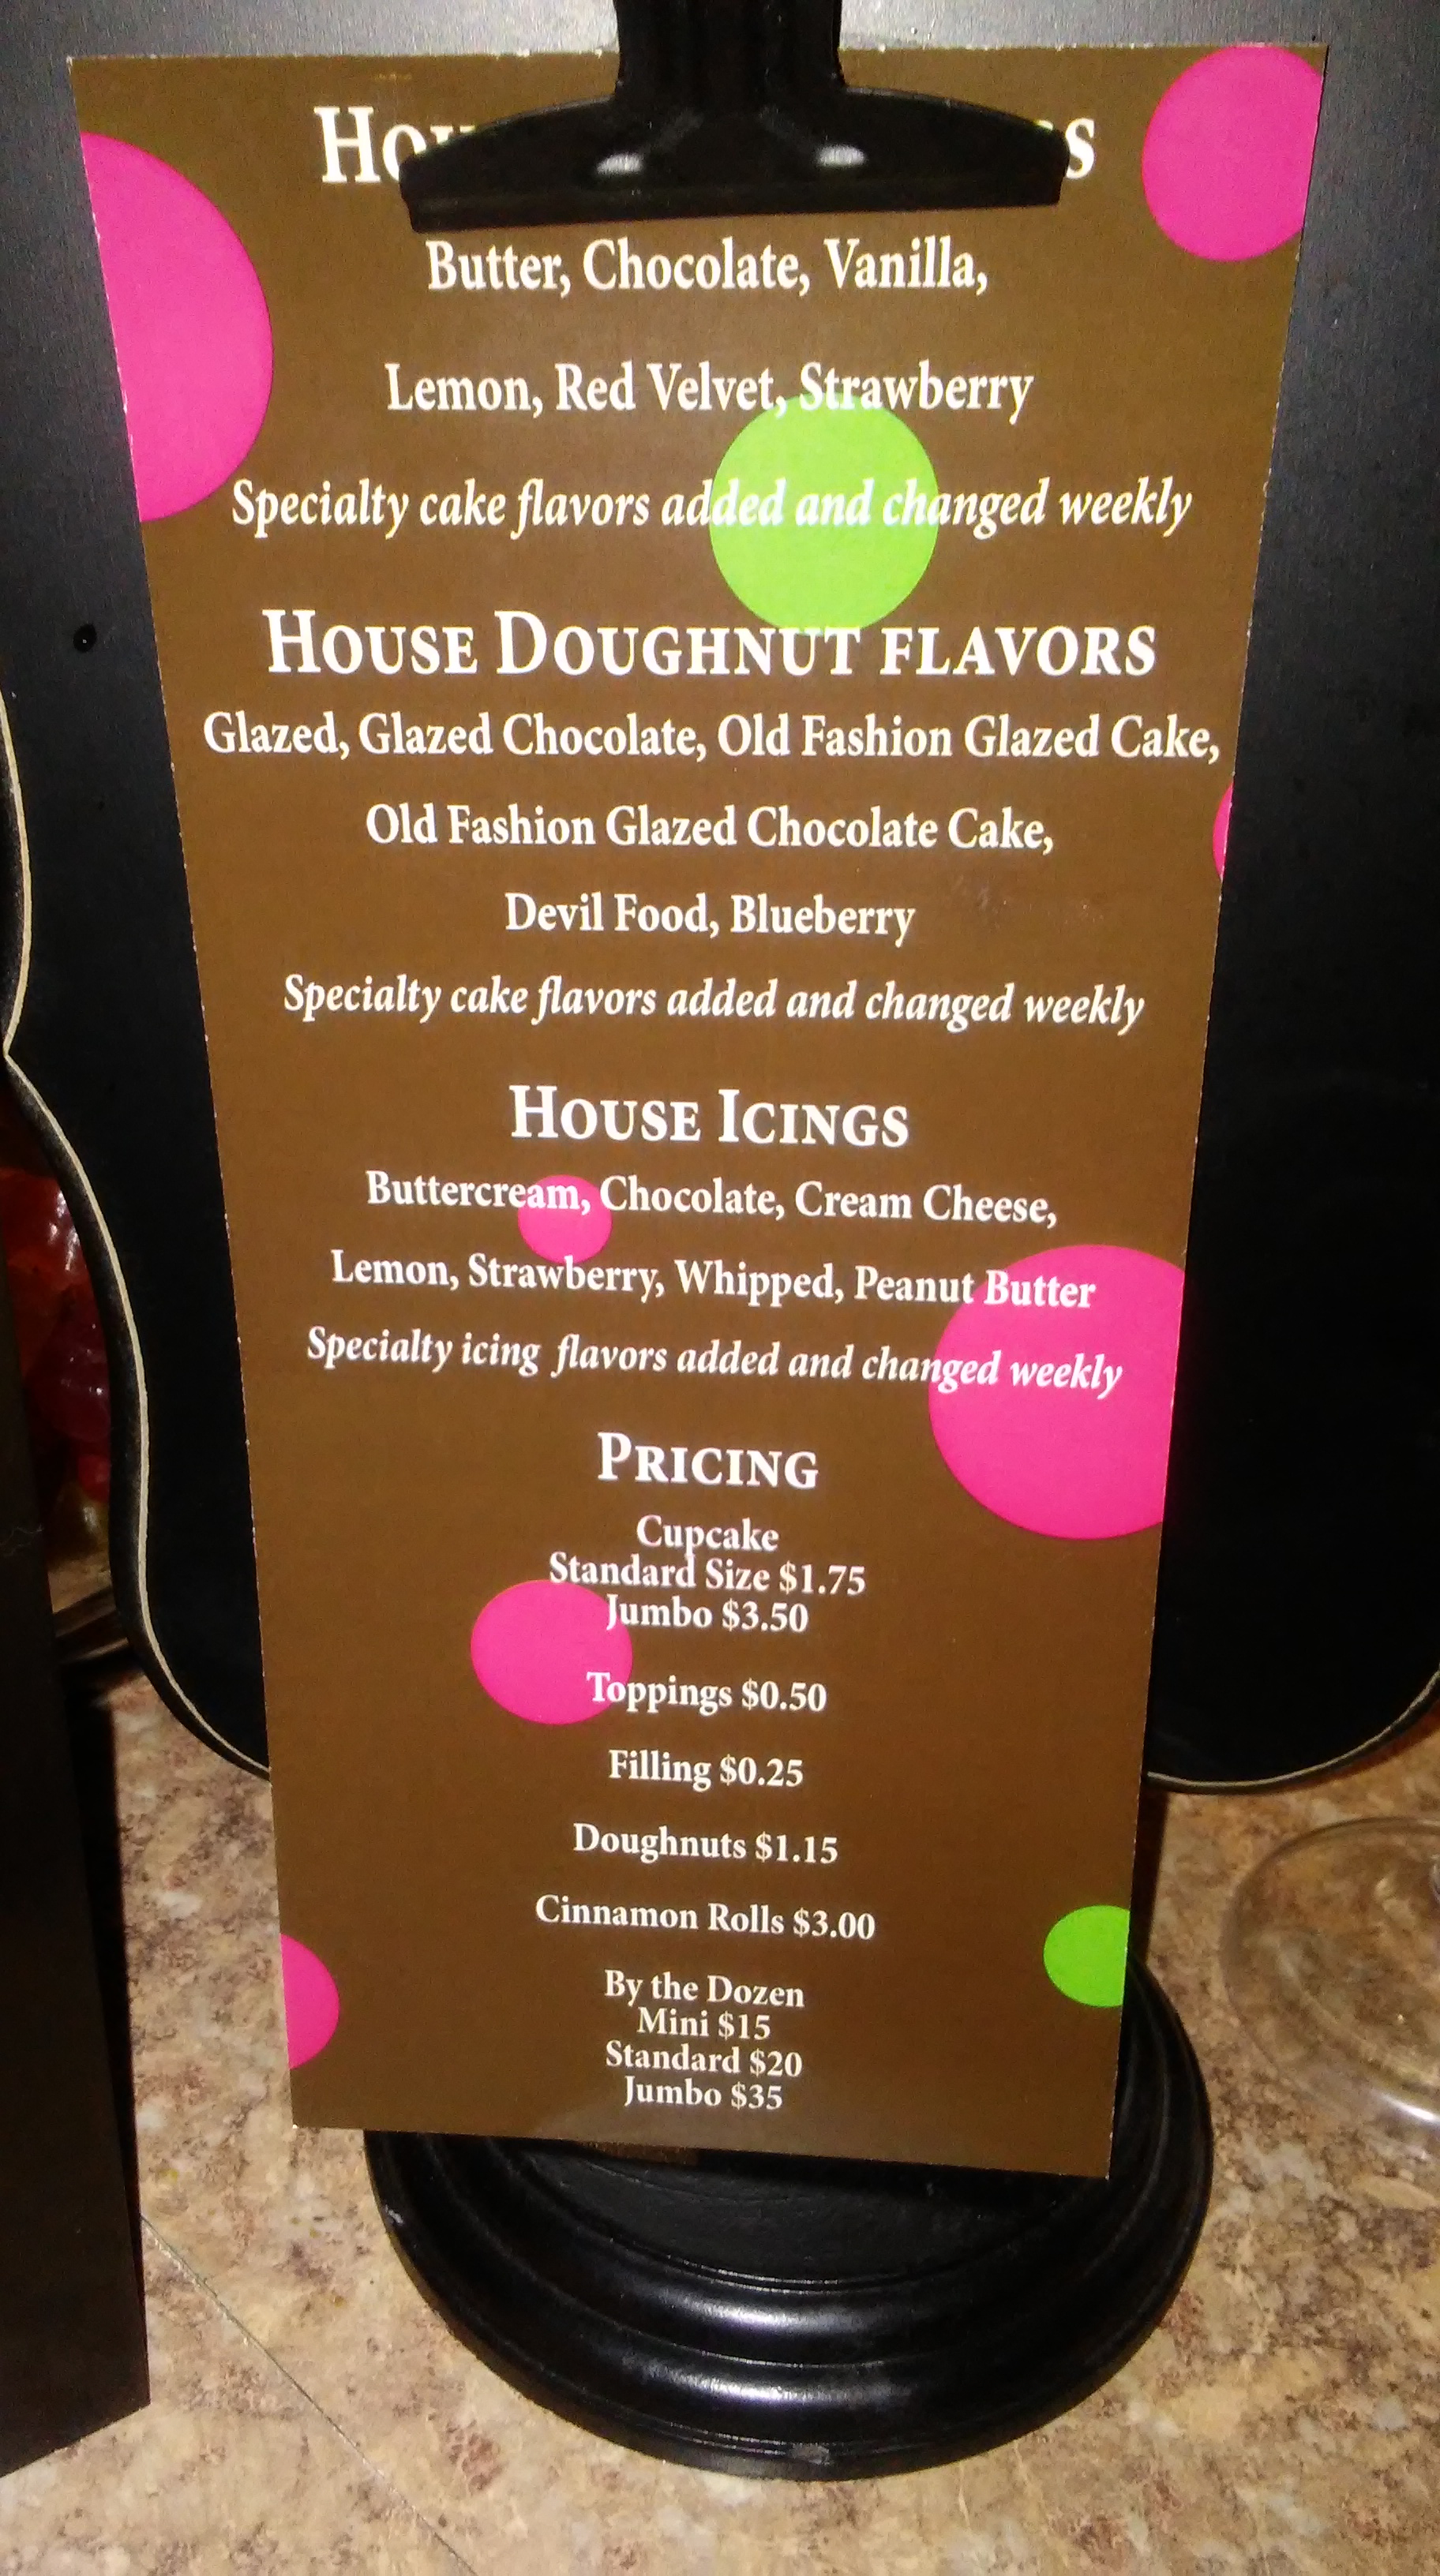 Butter, Chocolate, Vanilla,
Lemon, Red Velvet, Strawberry
Specialty cake flavors added and changed weekly
HOUSE DOUGHNUT FLAVORS
Glazed, Glazed Chocolate, Old Fashion Glazed Cake,
Old Fashion Glazed Chocolate Cake,
Devil Food, Blueberry
Specialty cake flavors added and changed weekly
HOUSE ICINGS
Buttercream, Chocolate, Cream Cheese,
Lemon, Strawberry, Whipped, Peanut Butter
Specialty icing flavors added and changed weekly
PRICING
Cupcake
Standard Size $1.75
Jumbo $3.50
Toppings $0.50
Filling $0.25
Doughnuts $1.15
Cinnamon Rolls $3.00
By the Dozen
Mini $15
Standard $20
Jumbo $35